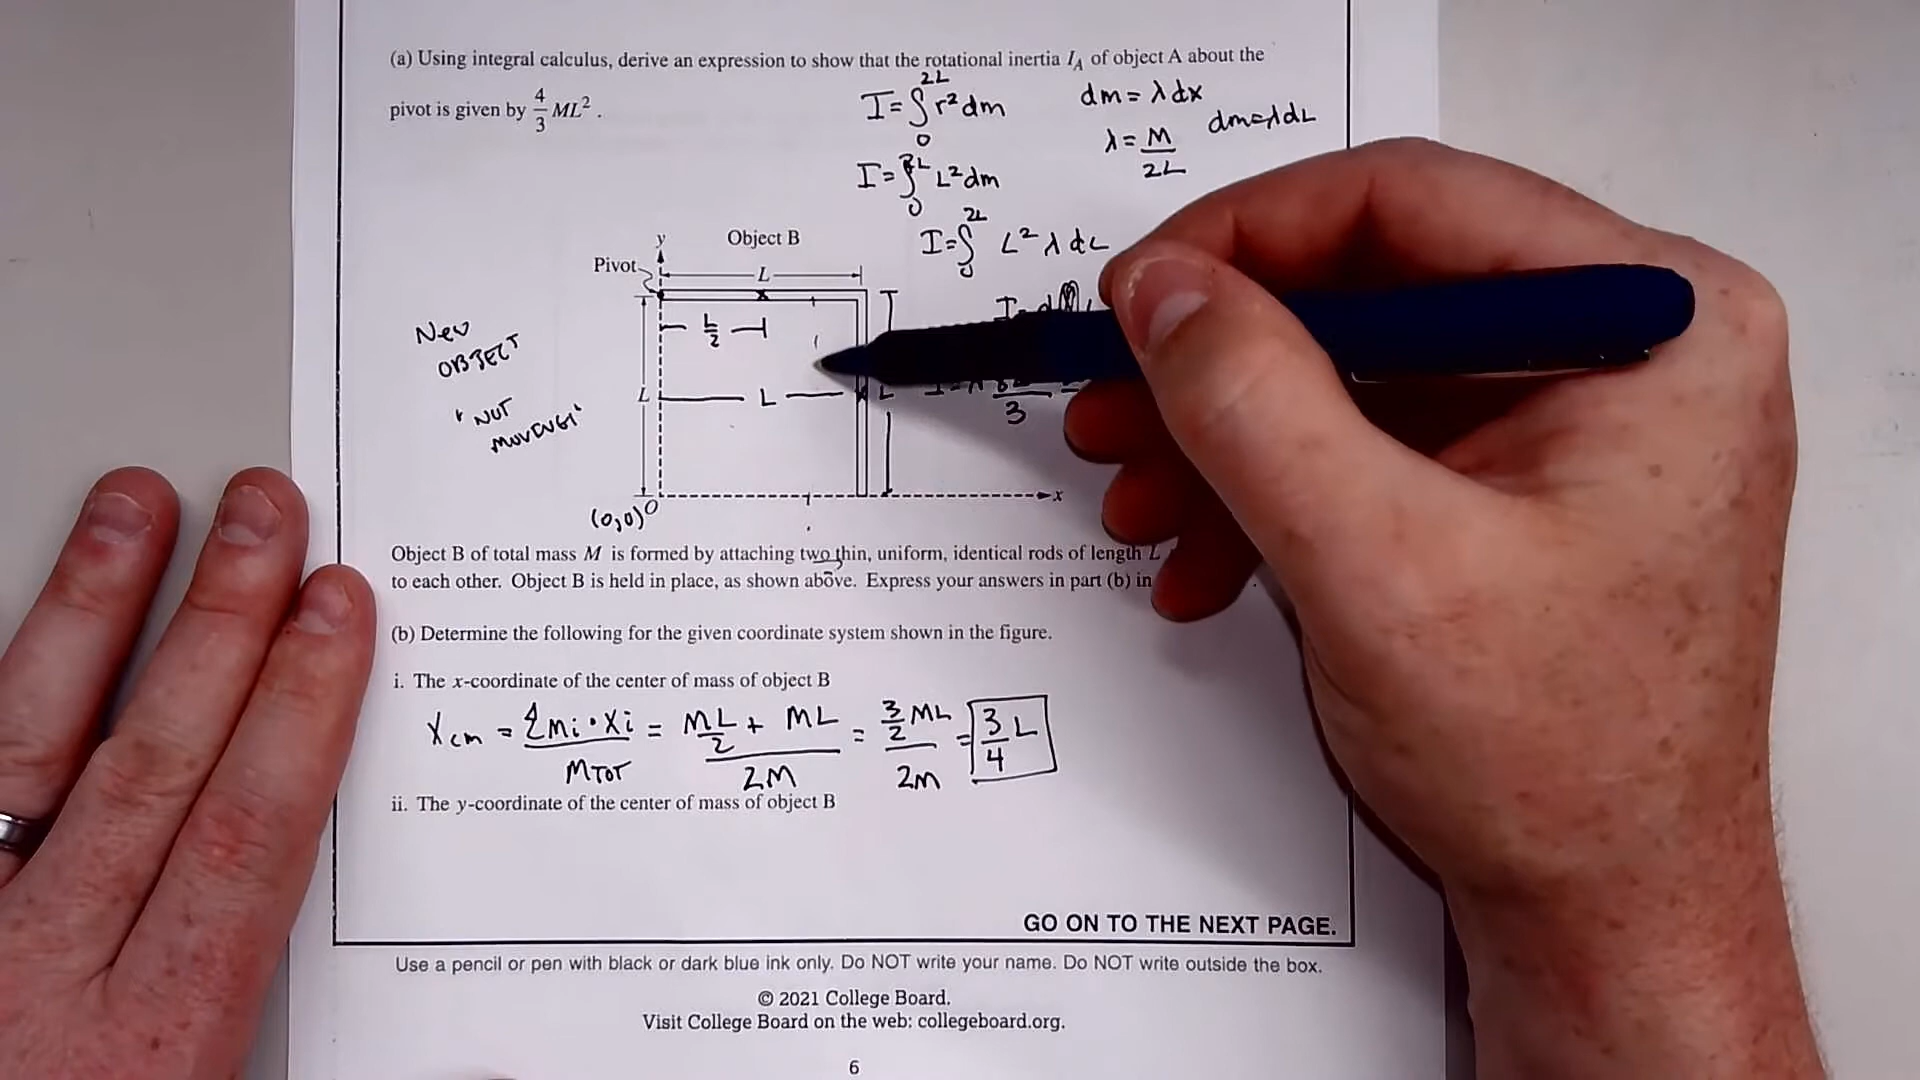 (a) Using integral calculus, derive an expression to show that the rotational inertia I_A of object A about the
pivot is given by 4/3 ML².
I = ∫₀^2L r² dm
dm = λdx
dm=λdL
λ = M/2L
I = ∫₀^2L L² dm
I = ∫₀^2L L² λ dL
3
y
Object B
Pivot
L
L/2
L
L
L
x
O
(0,0)
New
OBJECT
"NOT
MOVING"
Object B of total mass M is formed by attaching two thin, uniform, identical rods of length L
to each other. Object B is held in place, as shown above. Express your answers in part (b) in
(b) Determine the following for the given coordinate system shown in the figure.
i. The x-coordinate of the center of mass of object B
Xcm = Σmi·xi / MTOT = (ML/2 + ML) / 2M = (3/2 ML) / 2M = 3/4 L
ii. The y-coordinate of the center of mass of object B
GO ON TO THE NEXT PAGE.
Use a pencil or pen with black or dark blue ink only. Do NOT write your name. Do NOT write outside the box.
© 2021 College Board.
Visit College Board on the web: collegeboard.org.
6